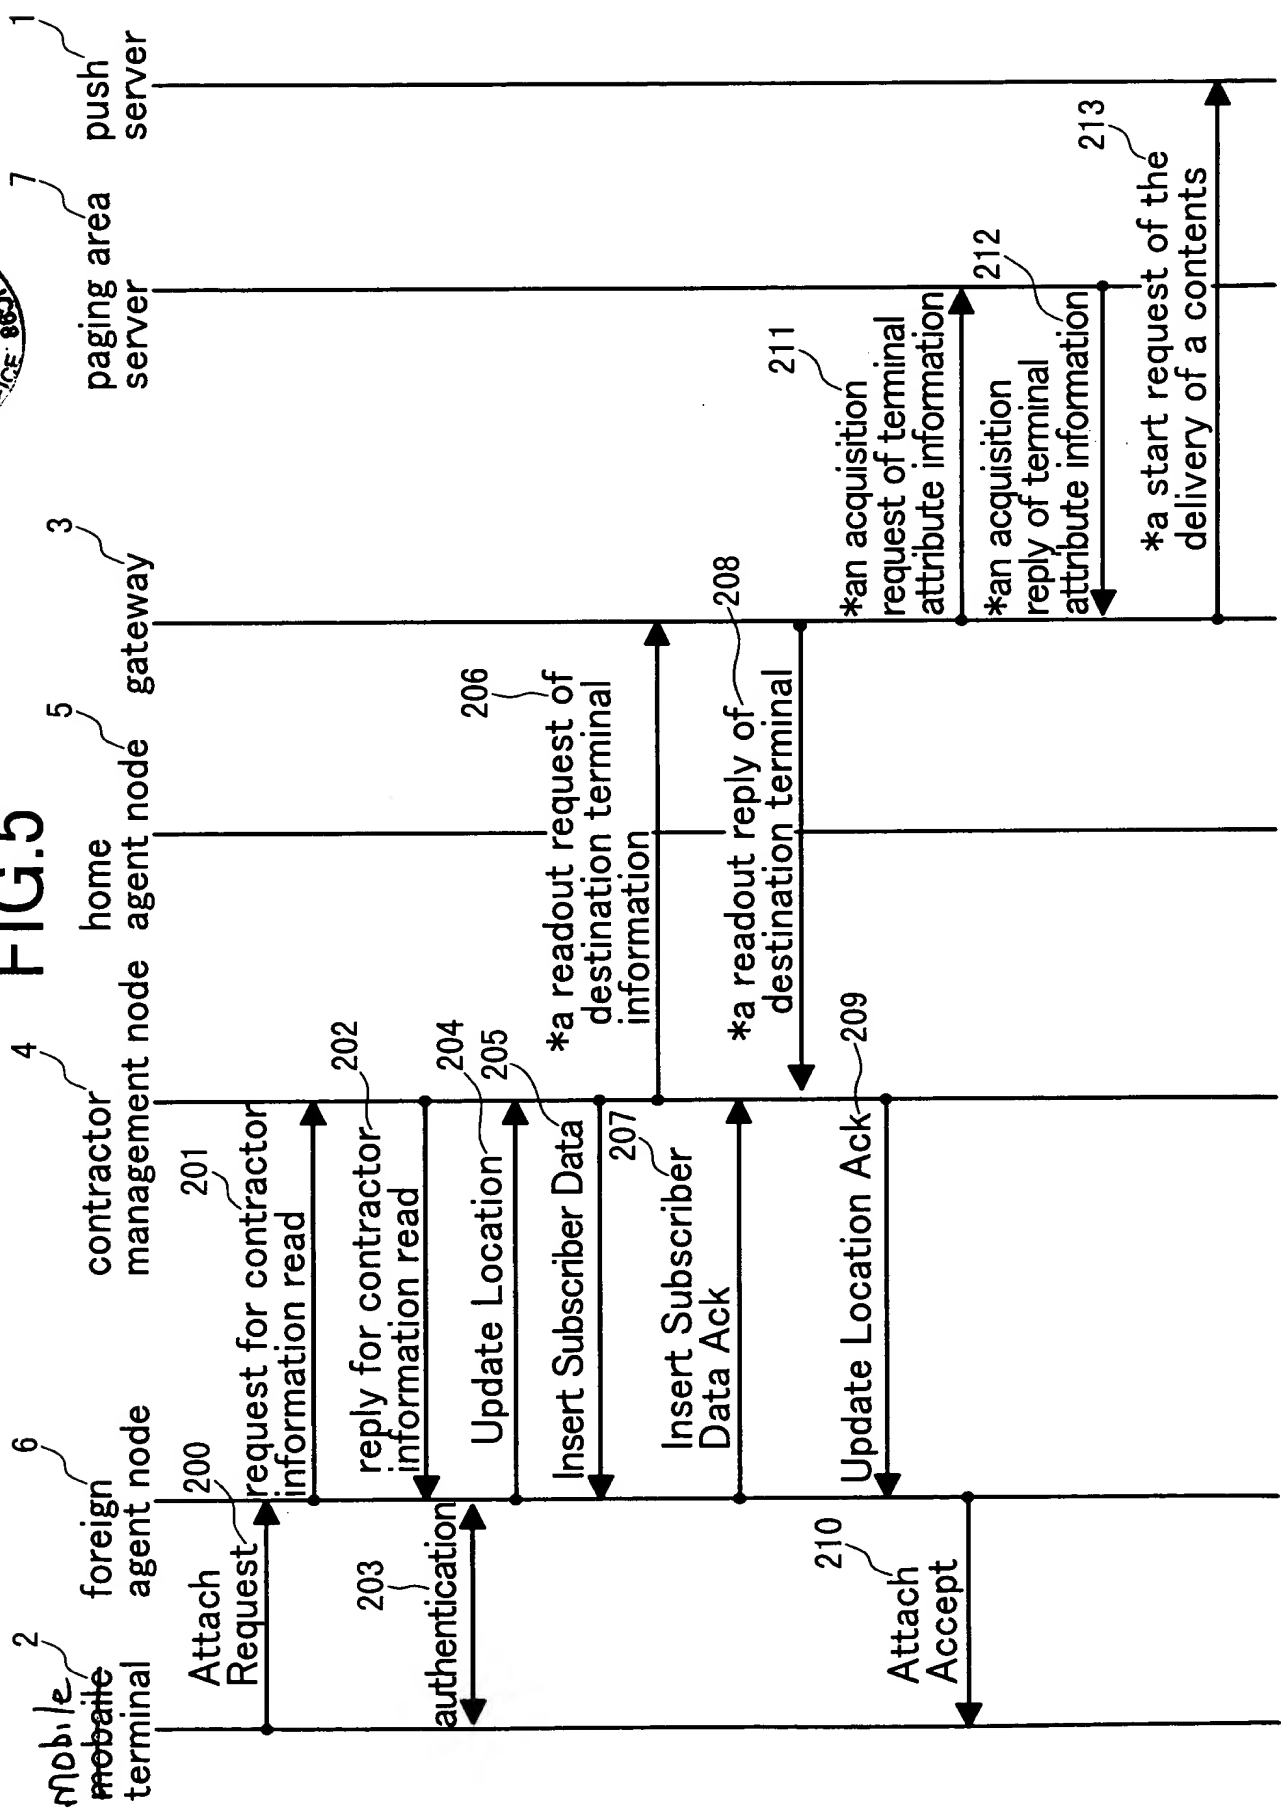 FIG.5
mobile
mobaile
terminal
2
foreign
agent node
6
contractor
management node
4
home
agent node
5
gateway
3
paging area
server
7
push
server
1
Attach
Request
200
request for contractor
information read
201
reply for contractor
information read
202
authentication
203
Update Location
204
Insert Subscriber Data
205
*a readout request of
destination terminal
information
206
Insert Subscriber
Data Ack
207
*a readout reply of
destination terminal
208
Update Location Ack
209
Attach
Accept
210
*an acquisition
request of terminal
attribute information
211
*an acquisition
reply of terminal
attribute information
212
*a start request of the
delivery of a contents
213